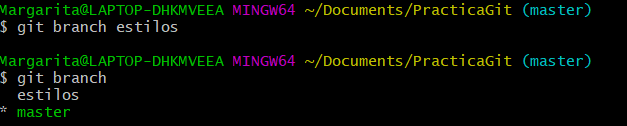 Margarita@LAPTOP-DHKMVEEA MINGW64 ~/Documents/PracticaGit (master)
$ git branch estilos
Margarita@LAPTOP-DHKMVEEA MINGW64 ~/Documents/PracticaGit (master)
$ git branch
  estilos
* master